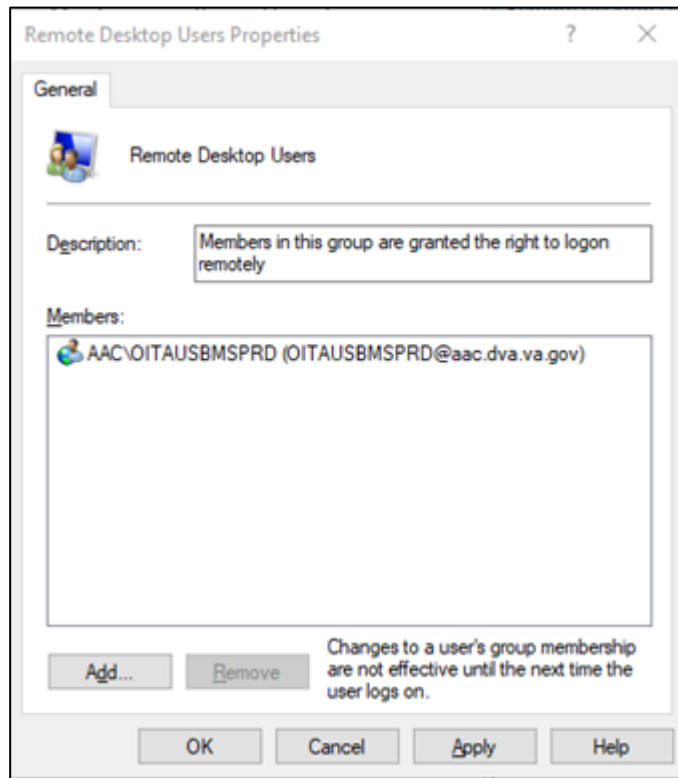 Remote Desktop Users Properties
?
General
Remote Desktop Users
Description:
Members in this group are granted the right to logon
remotely
Members:
AAC\OITAUSBMSPRD (OITAUSBMSPRD@aac.dva.va.gov)
Add...
Remove
Changes to a user's group membership
are not effective until the next time the
user logs on.
OK
Cancel
Apply
Help